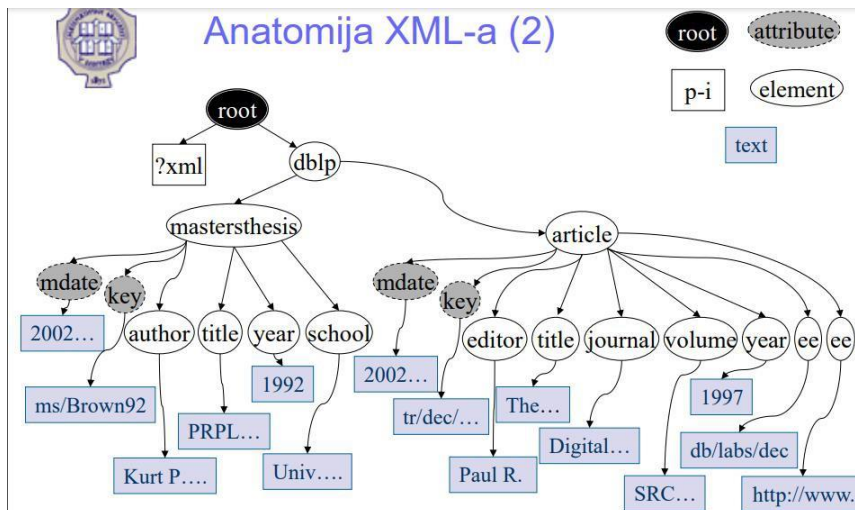 Anatomija XML-a (2)
root
attribute
p-i
element
text
root
?xml
dblp
mastersthesis
article
mdate
key
mdate
key
author
title
year
school
editor
title
journal
volume
year
ee
ee
2002…
1992
2002…
The…
1997
ms/Brown92
tr/dec/…
PRPL…
Digital…
db/labs/dec
Kurt P….
Univ….
Paul R.
SRC…
http://www.